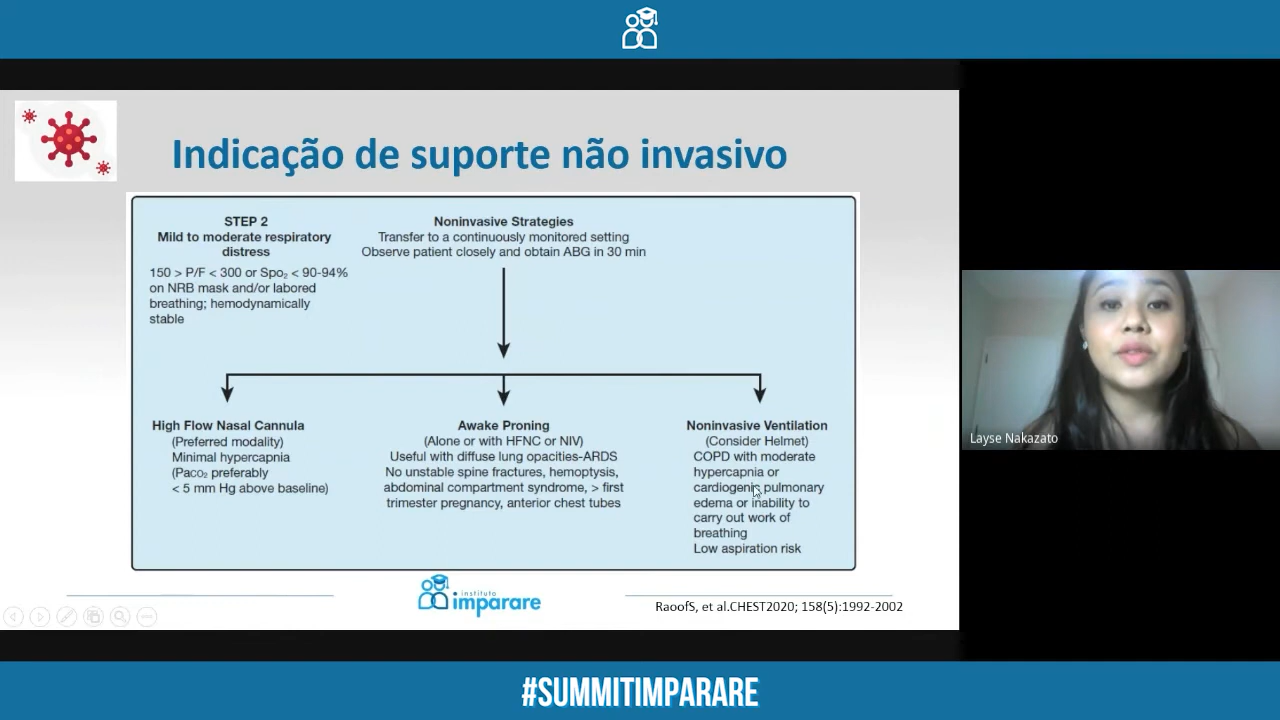 Indicação de suporte não invasivo
STEP 2
Mild to moderate respiratory
distress
150 > P/F < 300 or Spo₂ < 90-94%
on NRB mask and/or labored
breathing; hemodynamically
stable
Noninvasive Strategies
Transfer to a continuously monitored setting
Observe patient closely and obtain ABG in 30 min
High Flow Nasal Cannula
(Preferred modality)
Minimal hypercapnia
(Paco₂ preferably
< 5 mm Hg above baseline)
Awake Proning
(Alone or with HFNC or NIV)
Useful with diffuse lung opacities-ARDS
No unstable spine fractures, hemoptysis,
abdominal compartment syndrome, > first
trimester pregnancy, anterior chest tubes
Noninvasive Ventilation
(Consider Helmet)
COPD with moderate
hypercapnia or
cardiogenic pulmonary
edema or inability to
carry out work of
breathing
Low aspiration risk
instituto
imparare
RaoofS, et al.CHEST2020; 158(5):1992-2002
Layse Nakazato
#SUMMITIMPARARE